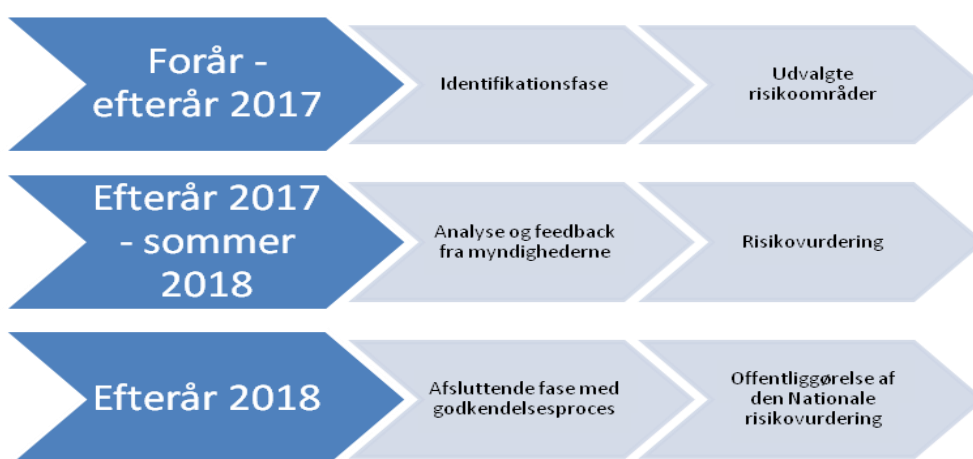 Forår -
efterår 2017
Identifikationsfase
Udvalgte
risikoområder
Efterår 2017
- sommer
2018
Analyse og feedback
fra myndighederne
Risikovurdering
Efterår 2018
Afsluttende fase med
godkendelsesproces
Offentliggørelse af
den Nationale
risikovurdering